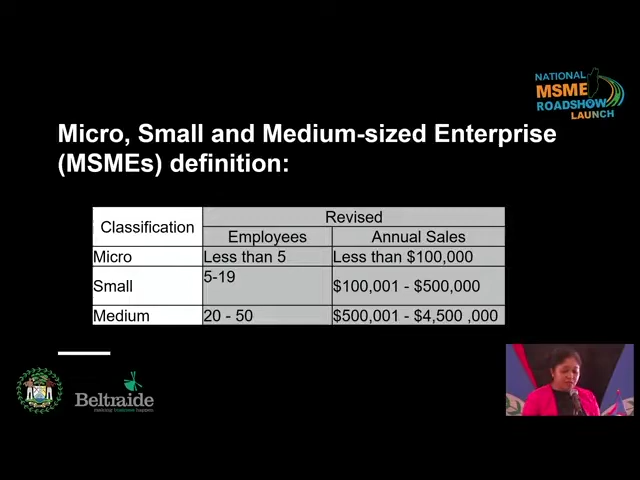 NATIONAL
MSME
ROADSHOW
LAUNCH
Micro, Small and Medium-sized Enterprise
(MSMEs) definition:
Classification
Revised
Employees Annual Sales
Micro Less than 5 Less than $100,000
Small 5-19 $100,001 - $500,000
Medium 20 - 50 $500,001 - $4,500 ,000
Beltraide